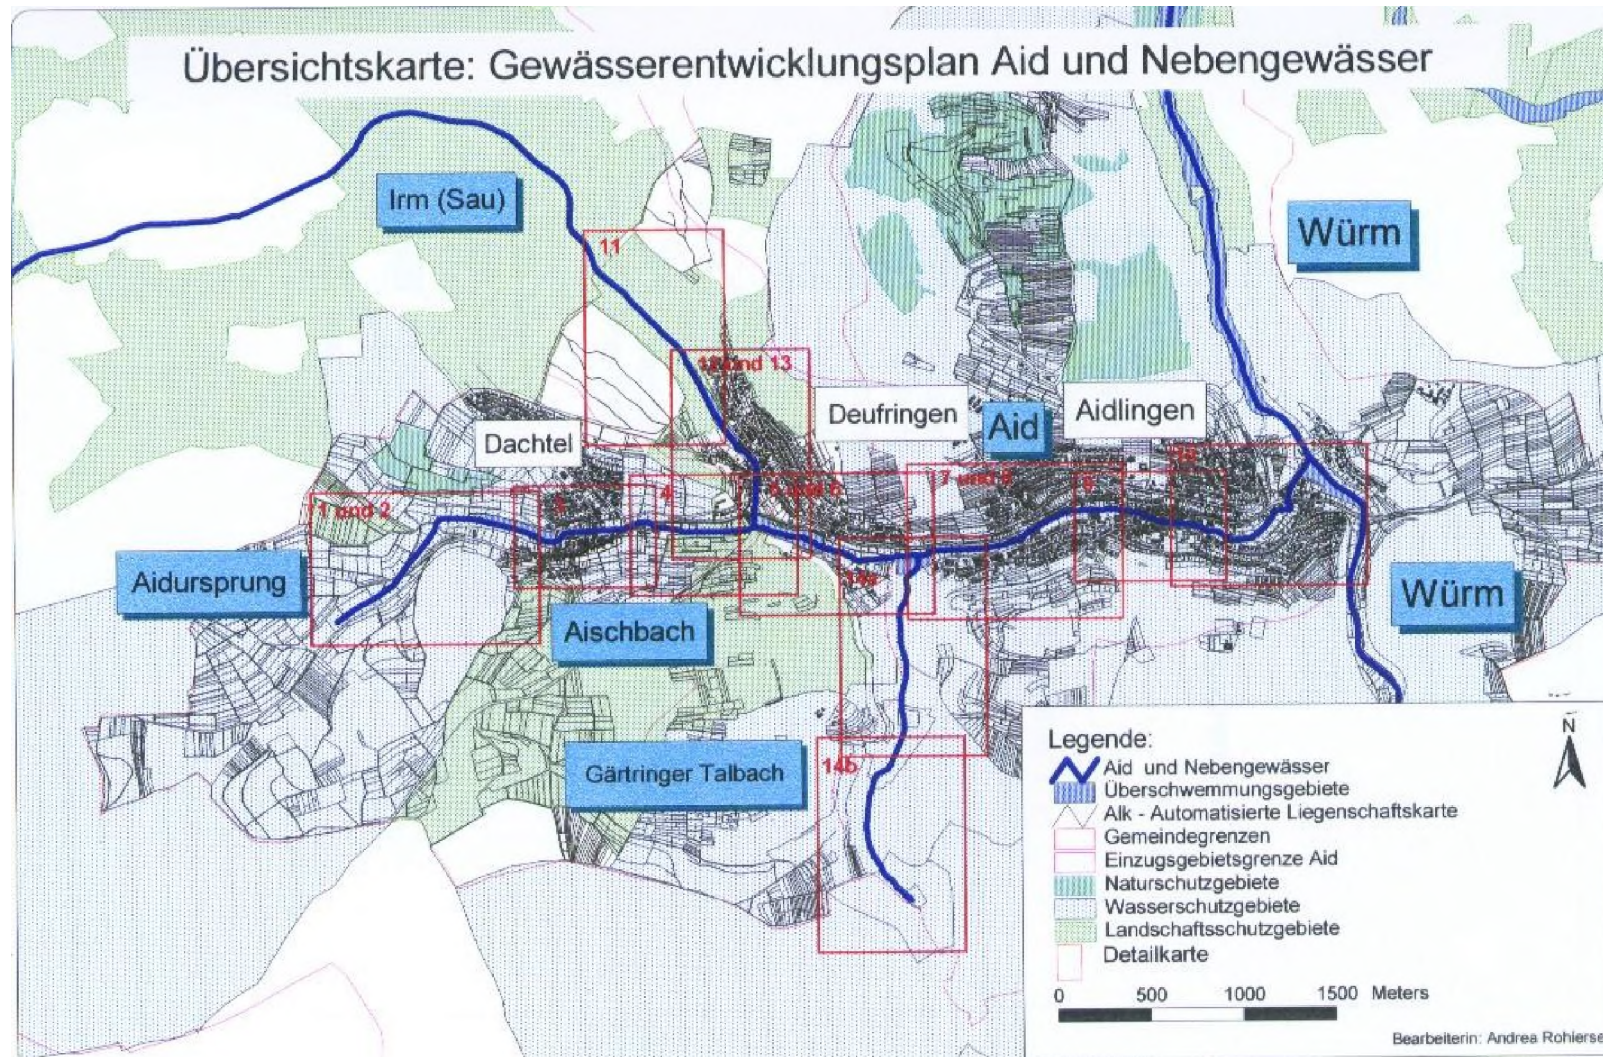 Übersichtskarte: Gewässerentwicklungsplan Aid und Nebengewässer
Irm (Sau)
Würm
11
12 und 13
Deufringen
Aid
Aidlingen
Dachtel
1 und 2
3
4
5 und 6
7 und 8
9
10
Aidursprung
Aischbach
14a
Würm
Gärtringer Talbach
14b
N
Legende:
Aid und Nebengewässer
Überschwemmungsgebiete
Alk - Automatisierte Liegenschaftskarte
Gemeindegrenzen
Einzugsgebietsgrenze Aid
Naturschutzgebiete
Wasserschutzgebiete
Landschaftsschutzgebiete
Detailkarte
0 500 1000 1500 Meters
Bearbeiterin: Andrea Rohlerse